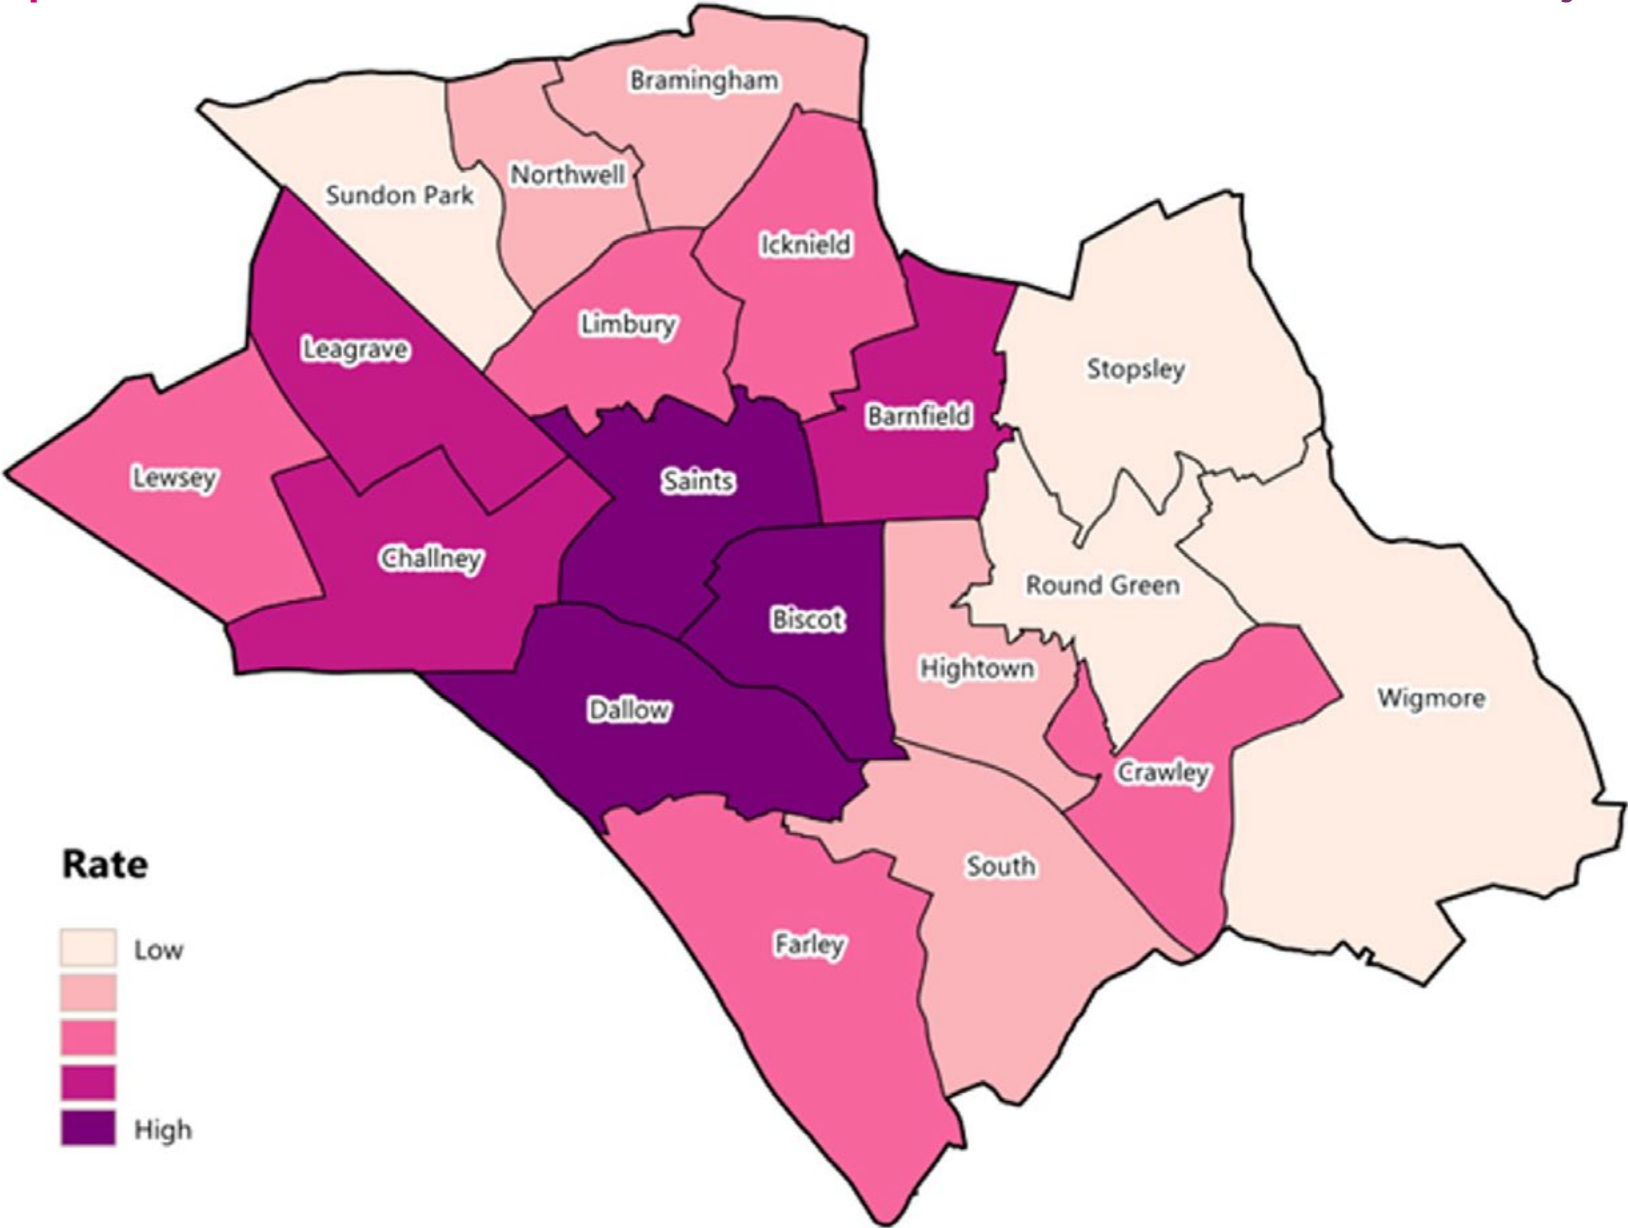 Bramingham
Northwell
Sundon Park
Icknield
Limbury
Leagrave
Stopsley
Barnfield
Lewsey
Saints
Challney
Round Green
Biscot
Hightown
Wigmore
Dallow
Crawley
South
Farley
Rate
Low
High